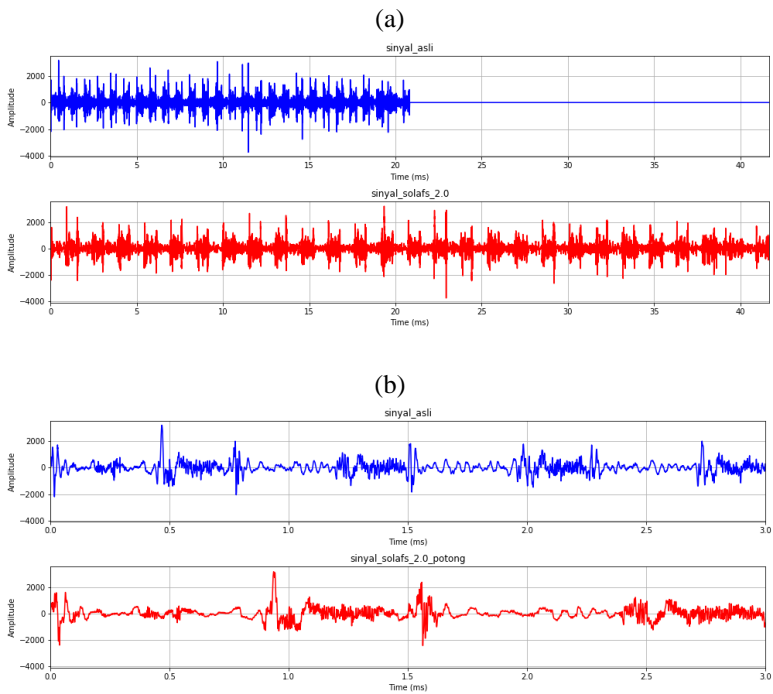 (a)
sinyal_asli
Amplitude
2000
0
−2000
−4000
0 5 10 15 20 25 30 35 40
Time (ms)
sinyal_solafs_2.0
Amplitude
2000
0
−2000
−4000
0 5 10 15 20 25 30 35 40
Time (ms)
(b)
sinyal_asli
Amplitude
2000
0
−2000
−4000
0.0 0.5 1.0 1.5 2.0 2.5 3.0
Time (ms)
sinyal_solafs_2.0_potong
Amplitude
2000
0
−2000
−4000
0.0 0.5 1.0 1.5 2.0 2.5 3.0
Time (ms)